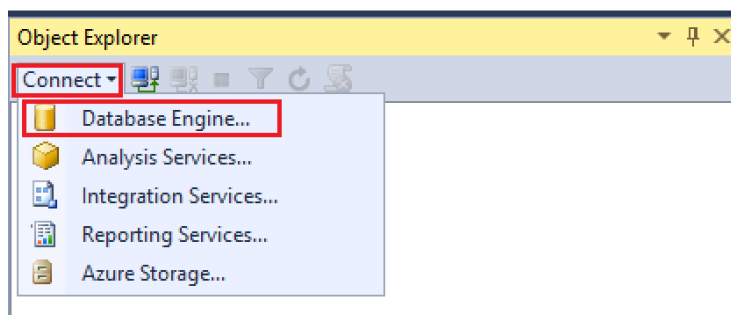 Object Explorer
Connect
Database Engine...
Analysis Services...
Integration Services...
Reporting Services...
Azure Storage...